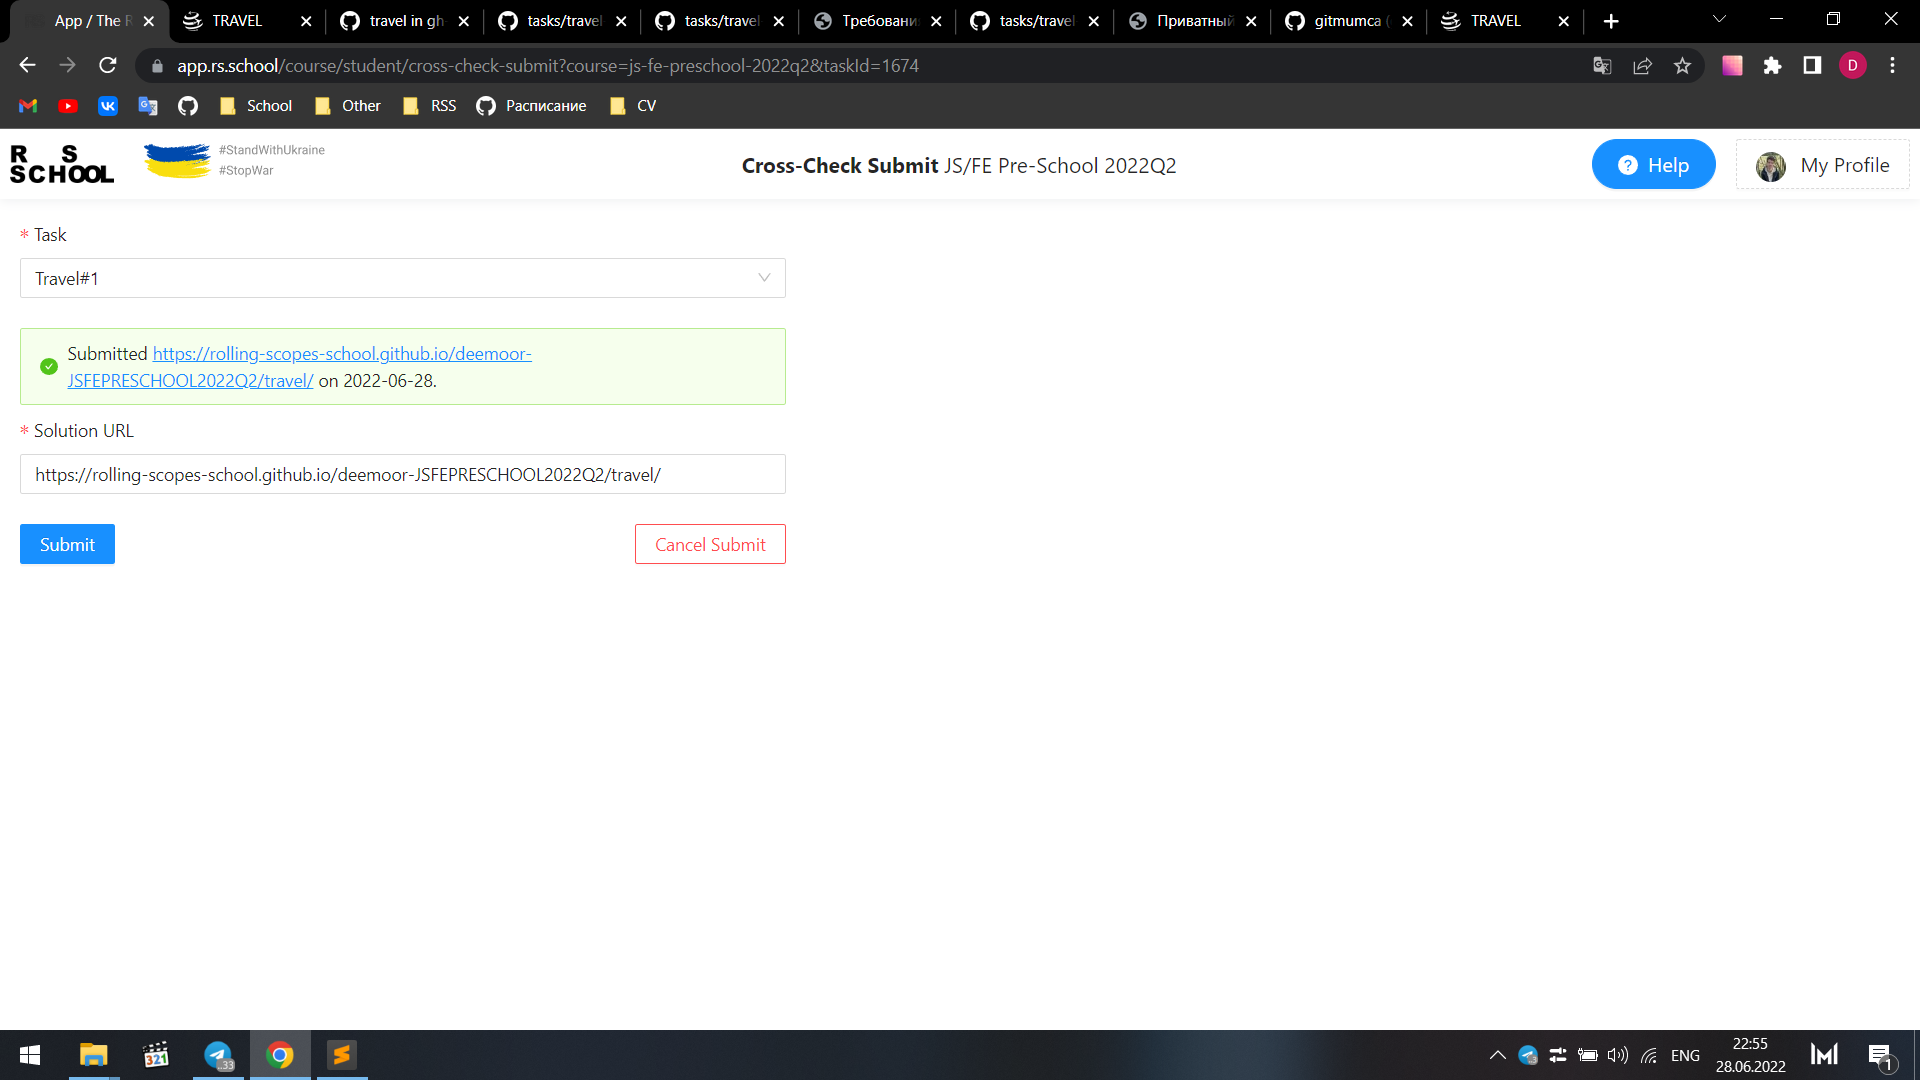 App / The R
TRAVEL
travel in gh
tasks/travel
tasks/travel
Требовани
tasks/travel
Приватный
gitmumca (
TRAVEL
app.rs.school/course/student/cross-check-submit?course=js-fe-preschool-2022q2&taskId=1674
D
School
Other
RSS
Расписание
CV
RS
SCHOOL
#StandWithUkraine
#StopWar
Cross-Check Submit JS/FE Pre-School 2022Q2
? Help
My Profile
* Task
Travel#1
Submitted https://rolling-scopes-school.github.io/deemoor-
JSFEPRESCHOOL2022Q2/travel/ on 2022-06-28.
* Solution URL
https://rolling-scopes-school.github.io/deemoor-JSFEPRESCHOOL2022Q2/travel/
Submit
Cancel Submit
321
33
ENG
22:55
28.06.2022
1